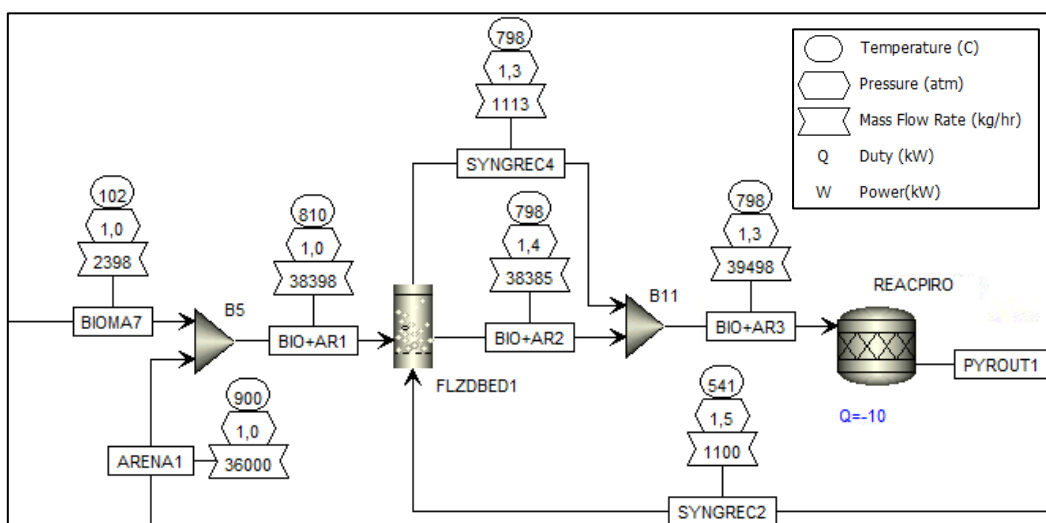 798
1,3
1113
SYNGREC4
Temperature (C)
Pressure (atm)
Mass Flow Rate (kg/hr)
Q Duty (kW)
W Power(kW)
102
1,0
2398
BIOMA7
B5
810
1,0
38398
BIO+AR1
FLZDBED1
798
1,4
38385
BIO+AR2
B11
798
1,3
39498
BIO+AR3
REACPIRO
Q=-10
PYROUT1
900
1,0
36000
ARENA1
541
1,5
1100
SYNGREC2